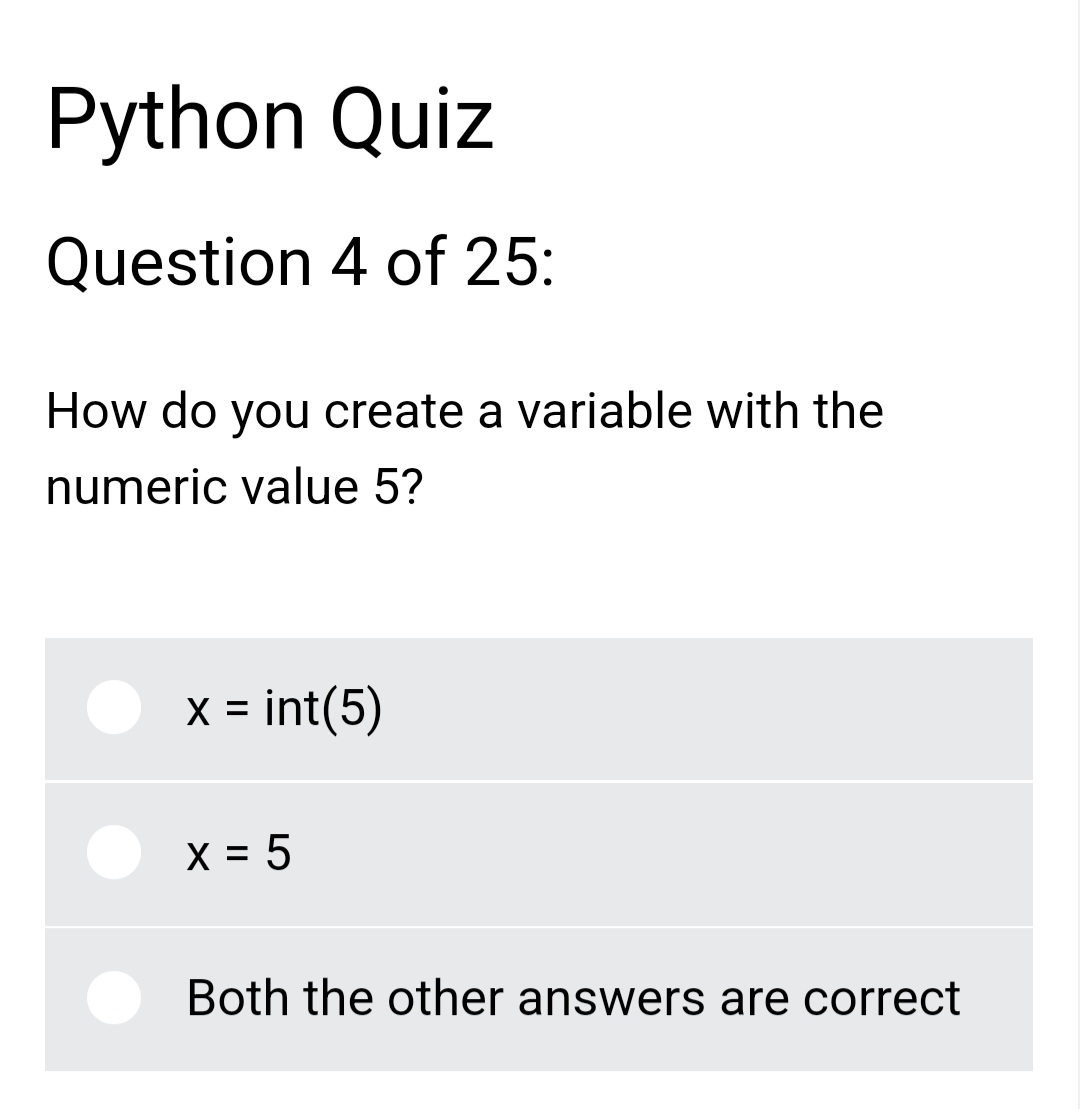 Python Quiz
Question 4 of 25:
How do you create a variable with the
numeric value 5?
x = int(5)
x = 5
Both the other answers are correct